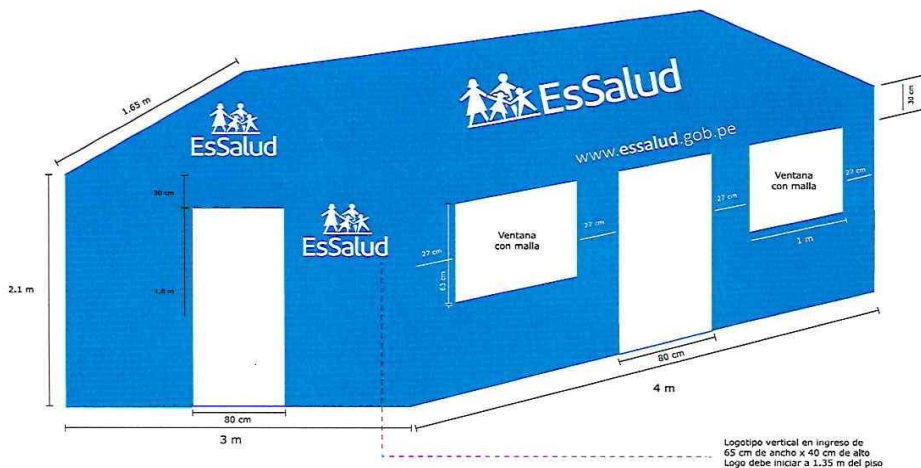 1.65 m
EsSalud
EsSalud
www.essalud.gob.pe
30 cm
30 cm
EsSalud
Ventana
con malla
Ventana
con malla
27 cm
27 cm
27 cm
27 cm
63 cm
1 m
2.1 m
1.8 m
80 cm
80 cm
3 m
4 m
Logotipo vertical en ingreso de
65 cm de ancho x 40 cm de alto
Logo debe iniciar a 1.35 m del piso